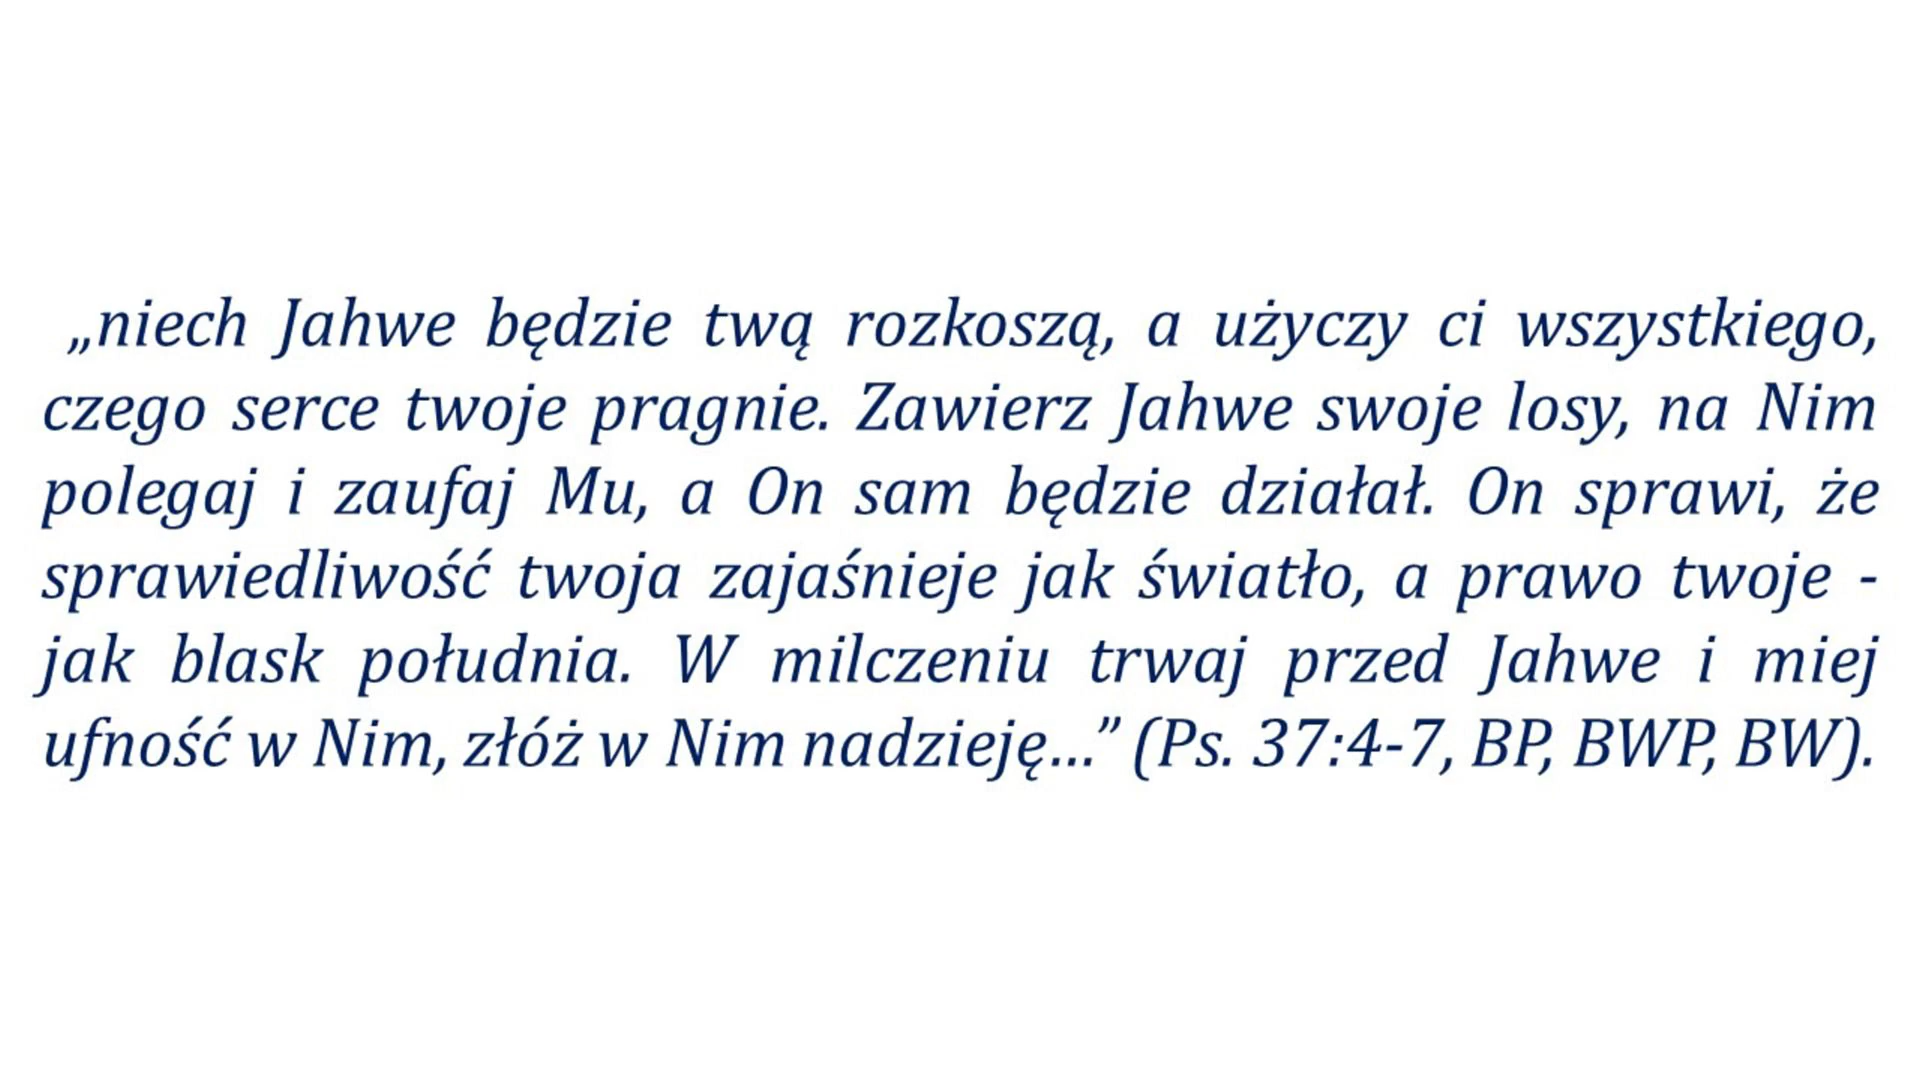 „niech Jahwe będzie twą rozkoszą, a użyczy ci wszystkiego,
czego serce twoje pragnie. Zawierz Jahwe swoje losy, na Nim
polegaj i zaufaj Mu, a On sam będzie działał. On sprawi, że
sprawiedliwość twoja zajaśnieje jak światło, a prawo twoje -
jak blask południa. W milczeniu trwaj przed Jahwe i miej
ufność w Nim, złóż w Nim nadzieję...” (Ps. 37:4-7, BP, BWP, BW).